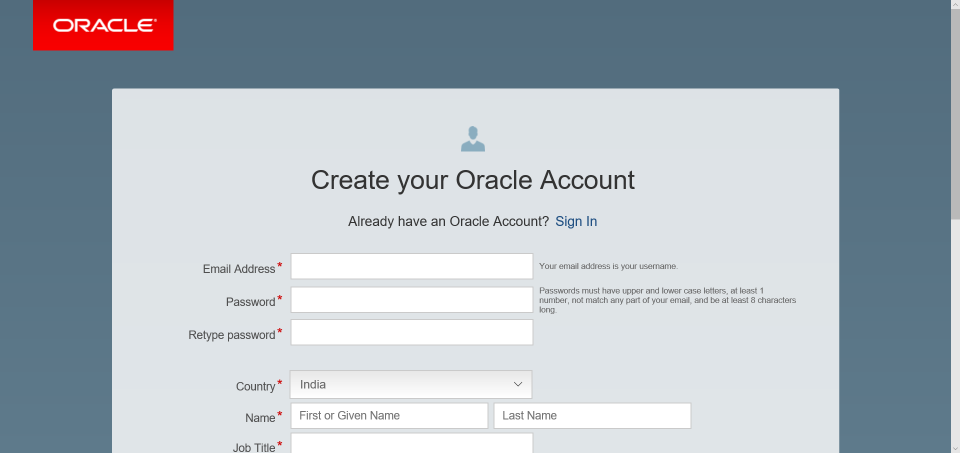 ORACLE
Create your Oracle Account
Already have an Oracle Account? Sign In
Email Address* Your email address is your username.
Password* Passwords must have upper and lower case letters, at least 1
number, not match any part of your email, and be at least 8 characters
long.
Retype password*
Country* India
Name* First or Given Name Last Name
Job Title*